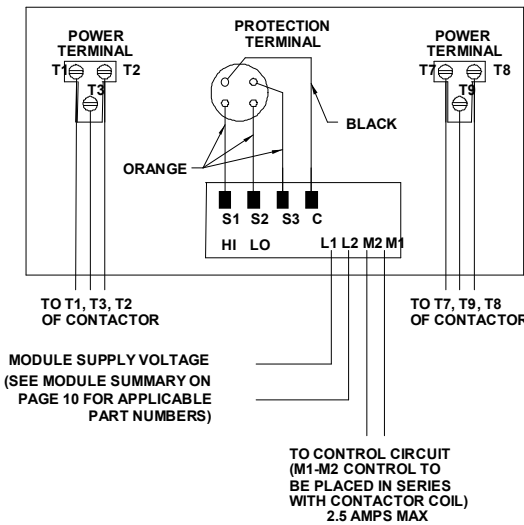 PROTECTION
TERMINAL
POWER
TERMINAL
T1 T2
T3
POWER
TERMINAL
T7 T8
T9
BLACK
ORANGE
S1 S2 S3 C
HI LO
L1 L2 M2 M1
TO T1, T3, T2
OF CONTACTOR
TO T7, T9, T8
OF CONTACTOR
MODULE SUPPLY VOLTAGE
(SEE MODULE SUMMARY ON
PAGE 10 FOR APPLICABLE
PART NUMBERS)
TO CONTROL CIRCUIT
(M1-M2 CONTROL TO
BE PLACED IN SERIES
WITH CONTACTOR COIL)
2.5 AMPS MAX